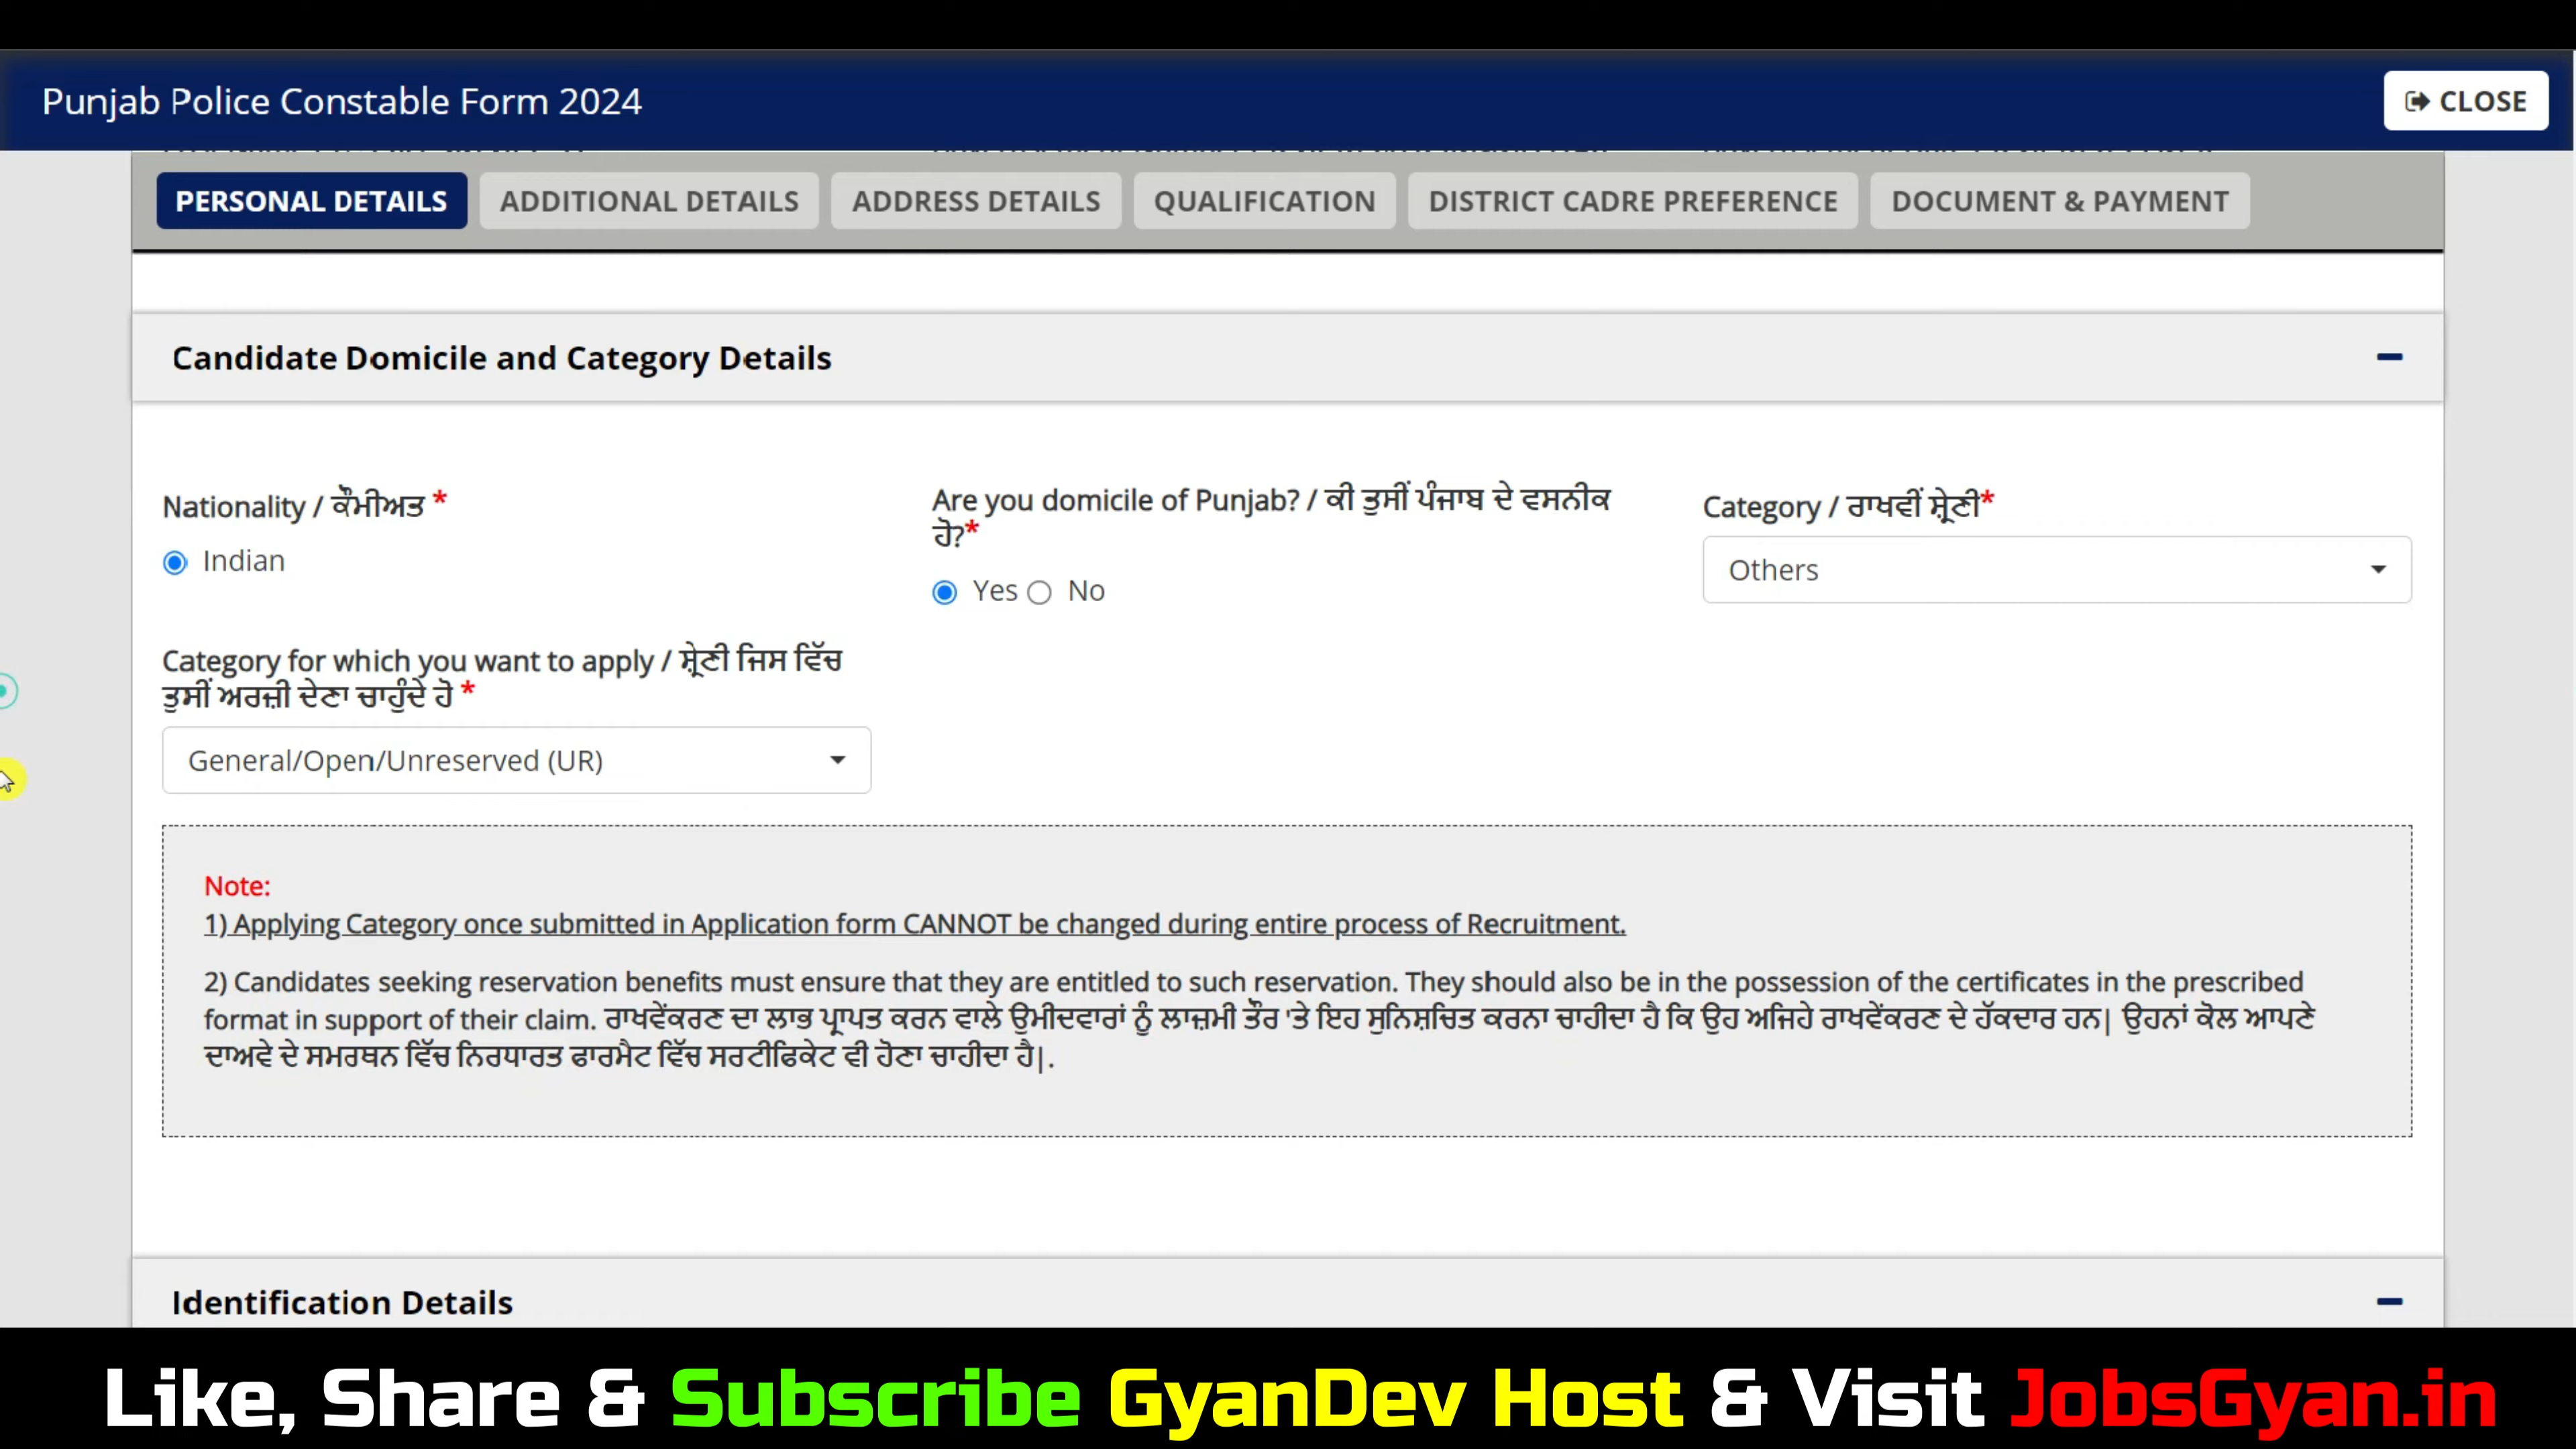 Punjab Police Constable Form 2024
CLOSE
PERSONAL DETAILS
ADDITIONAL DETAILS
ADDRESS DETAILS
QUALIFICATION
DISTRICT CADRE PREFERENCE
DOCUMENT & PAYMENT
Candidate Domicile and Category Details
Nationality / ਕੌਮੀਅਤ *
Indian
Are you domicile of Punjab? / ਕੀ ਤੁਸੀਂ ਪੰਜਾਬ ਦੇ ਵਸਨੀਕ
ਹੋ?*
Yes No
Category / ਰਾਖਵੀਂ ਸ਼੍ਰੇਣੀ*
Others
Category for which you want to apply / ਸ਼੍ਰੇਣੀ ਜਿਸ ਵਿੱਚ
ਤੁਸੀਂ ਅਰਜ਼ੀ ਦੇਣਾ ਚਾਹੁੰਦੇ ਹੋ *
General/Open/Unreserved (UR)
Note:
1) Applying Category once submitted in Application form CANNOT be changed during entire process of Recruitment.
2) Candidates seeking reservation benefits must ensure that they are entitled to such reservation. They should also be in the possession of the certificates in the prescribed
format in support of their claim. ਰਾਖਵੇਂਕਰਣ ਦਾ ਲਾਭ ਪ੍ਰਾਪਤ ਕਰਨ ਵਾਲੇ ਉਮੀਦਵਾਰਾਂ ਨੂੰ ਲਾਜ਼ਮੀ ਤੌਰ 'ਤੇ ਇਹ ਸੁਨਿਸ਼ਚਿਤ ਕਰਨਾ ਚਾਹੀਦਾ ਹੈ ਕਿ ਉਹ ਅਜਿਹੇ ਰਾਖਵੇਂਕਰਣ ਦੇ ਹੱਕਦਾਰ ਹਨ| ਉਹਨਾਂ ਕੋਲ ਆਪਣੇ
ਦਾਅਵੇ ਦੇ ਸਮਰਥਨ ਵਿੱਚ ਨਿਰਧਾਰਤ ਫਾਰਮੈਟ ਵਿੱਚ ਸਰਟੀਫਿਕੇਟ ਵੀ ਹੋਣਾ ਚਾਹੀਦਾ ਹੈ|.
Identification Details
Like, Share & Subscribe GyanDev Host & Visit JobsGyan.in